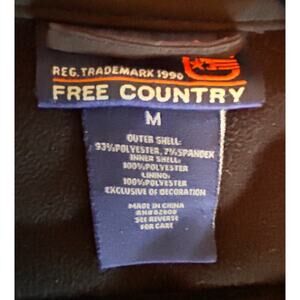 REG. TRADEMARK 1990
FREE COUNTRY
M
OUTER SHELL:
93%POLYESTER, 7%SPANDEX
INNER SHELL:
100%POLYESTER
LINING:
100%POLYESTER
EXCLUSIVE OF DECORATION
MADE IN CHINA
SEE REVERSE
FOR CARE